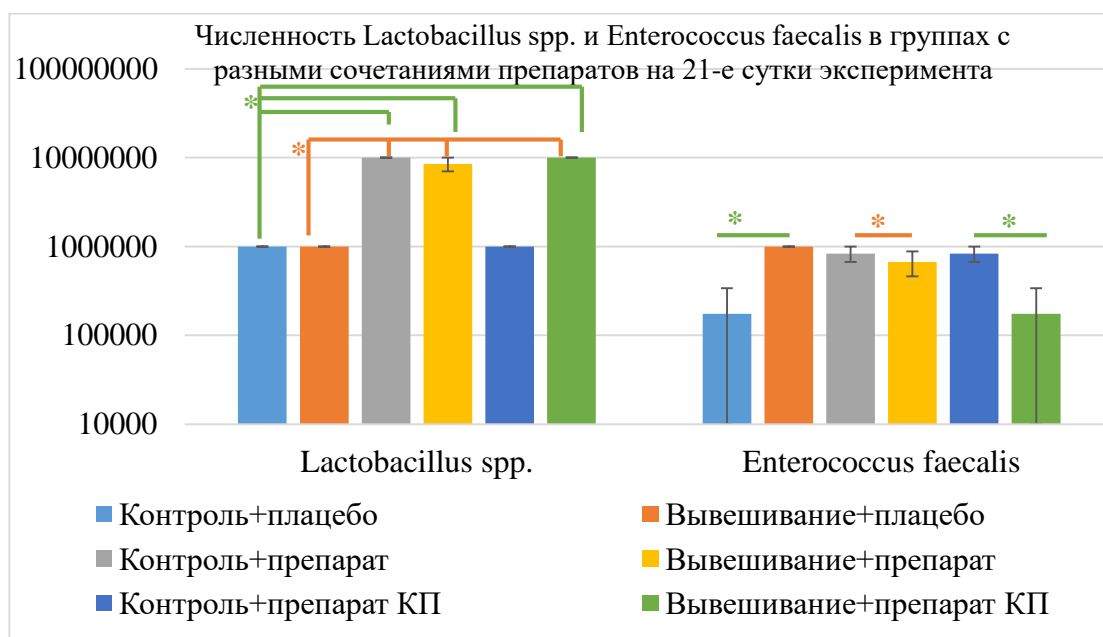 Численность Lactobacillus spp. и Enterococcus faecalis в группах с
разными сочетаниями препаратов на 21-е сутки эксперимента
100000000
10000000
1000000
100000
10000
*
*
*
*
*
Lactobacillus spp.
Enterococcus faecalis
Контроль+плацебо
Вывешивание+плацебо
Контроль+препарат
Вывешивание+препарат
Контроль+препарат КП
Вывешивание+препарат КП